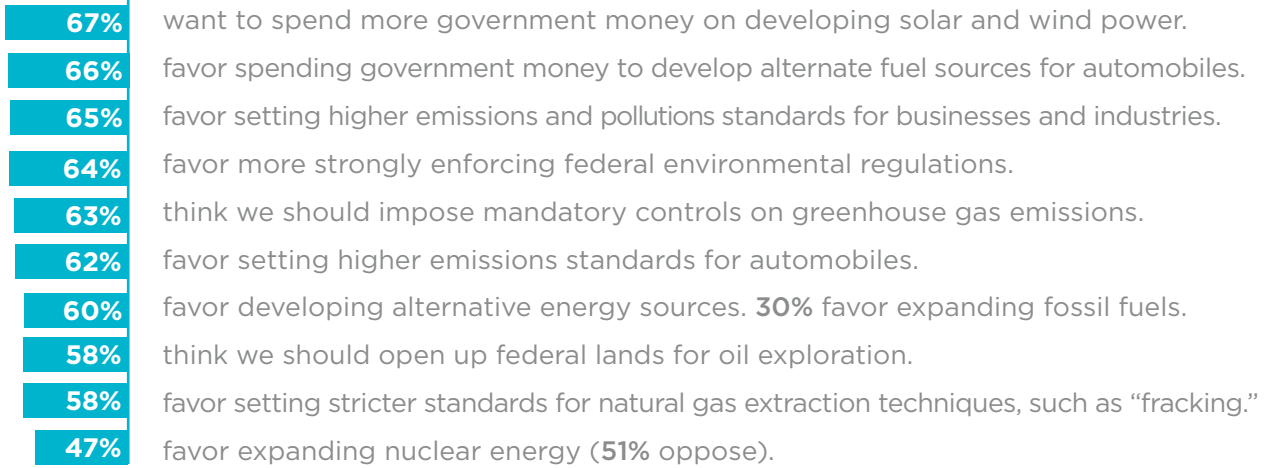 67% want to spend more government money on developing solar and wind power.
66% favor spending government money to develop alternate fuel sources for automobiles.
65% favor setting higher emissions and pollutions standards for businesses and industries.
64% favor more strongly enforcing federal environmental regulations.
63% think we should impose mandatory controls on greenhouse gas emissions.
62% favor setting higher emissions standards for automobiles.
60% favor developing alternative energy sources. 30% favor expanding fossil fuels.
58% think we should open up federal lands for oil exploration.
58% favor setting stricter standards for natural gas extraction techniques, such as “fracking.”
47% favor expanding nuclear energy (51% oppose).